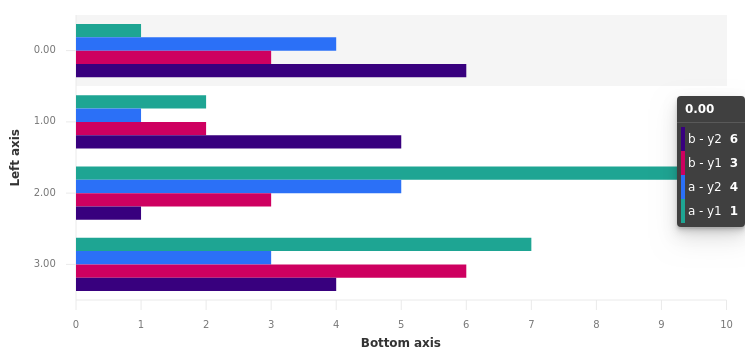 0.00
1.00
2.00
3.00
Left axis
0 1 2 3 4 5 6 7 8 9 10
Bottom axis
0.00
b - y2 6
b - y1 3
a - y2 4
a - y1 1